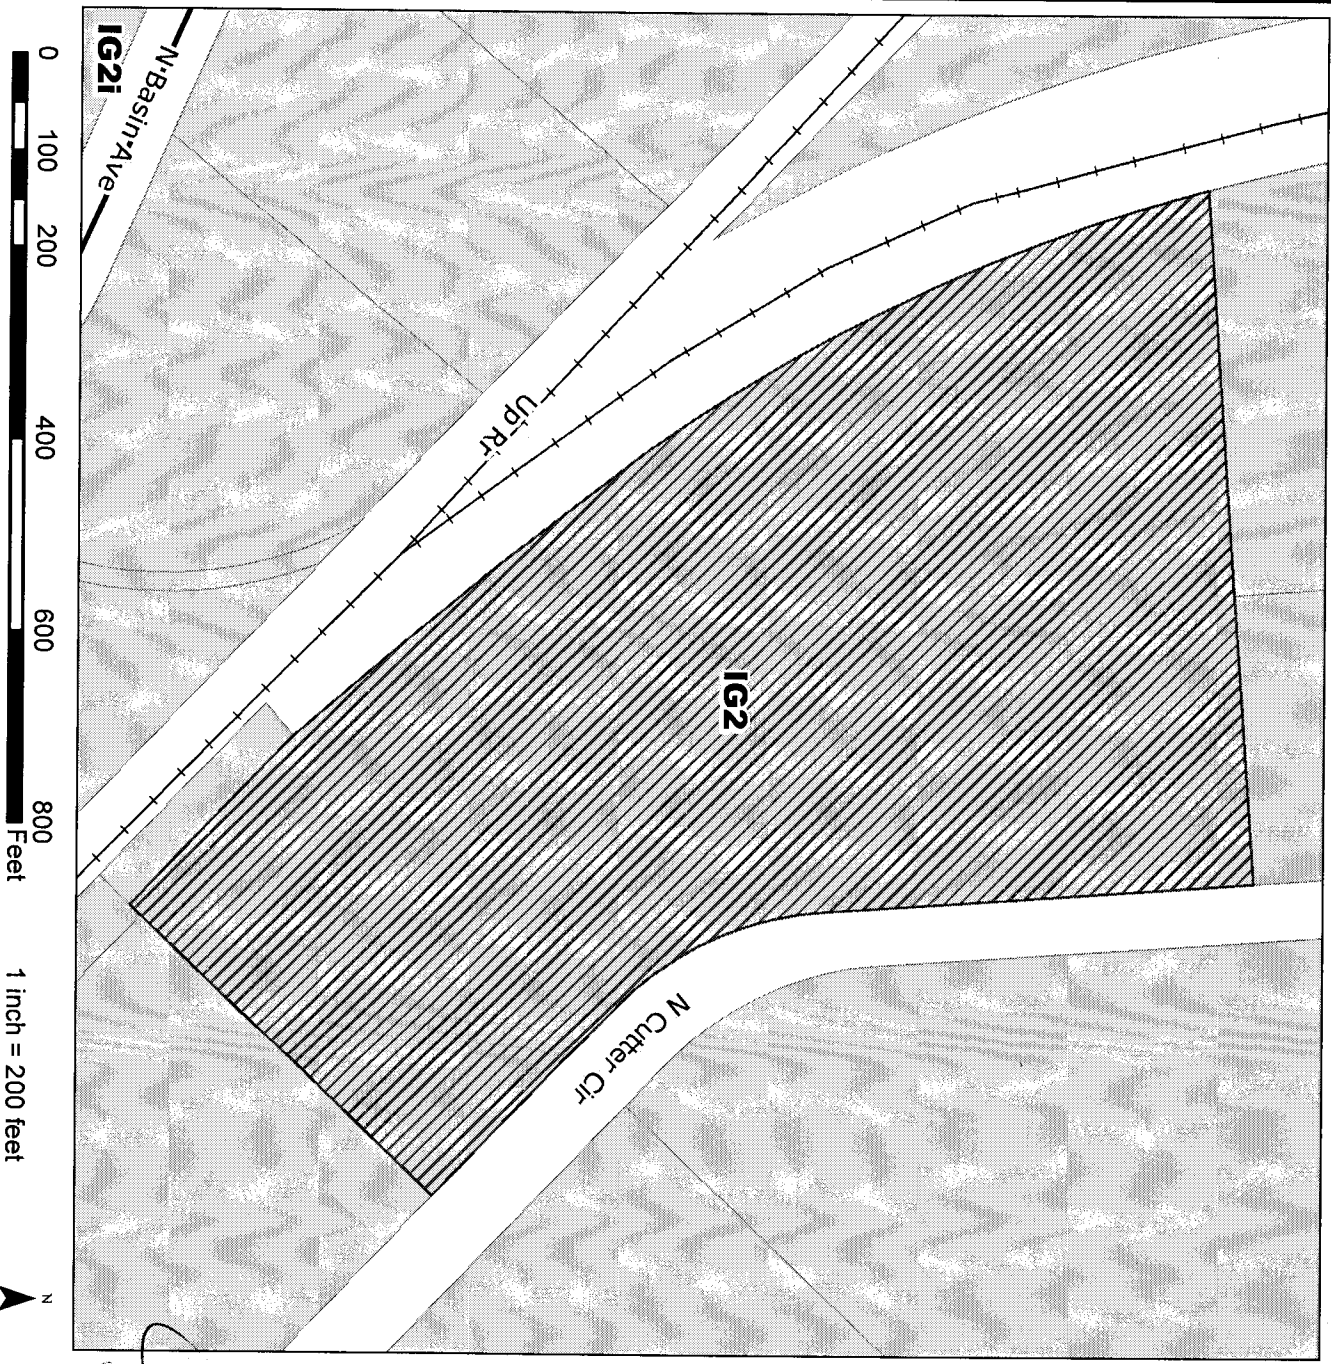 N Basin Ave
IG2i
Up Rr
IG2
N Cutter Cir
0 100 200 400 600 800
Feet
1 inch = 200 feet
N